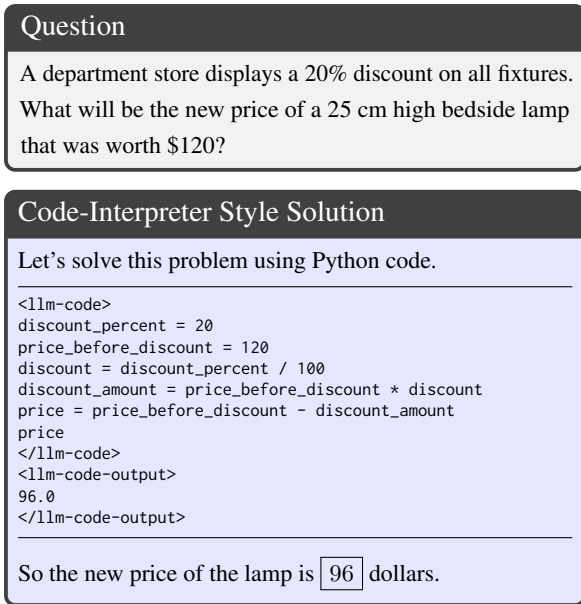 Question
A department store displays a 20% discount on all fixtures.
What will be the new price of a 25 cm high bedside lamp
that was worth $120?
Code-Interpreter Style Solution
Let's solve this problem using Python code.
<llm-code>
discount_percent = 20
price_before_discount = 120
discount = discount_percent / 100
discount_amount = price_before_discount * discount
price = price_before_discount - discount_amount
price
</llm-code>
<llm-code-output>
96.0
</llm-code-output>
So the new price of the lamp is 96 dollars.